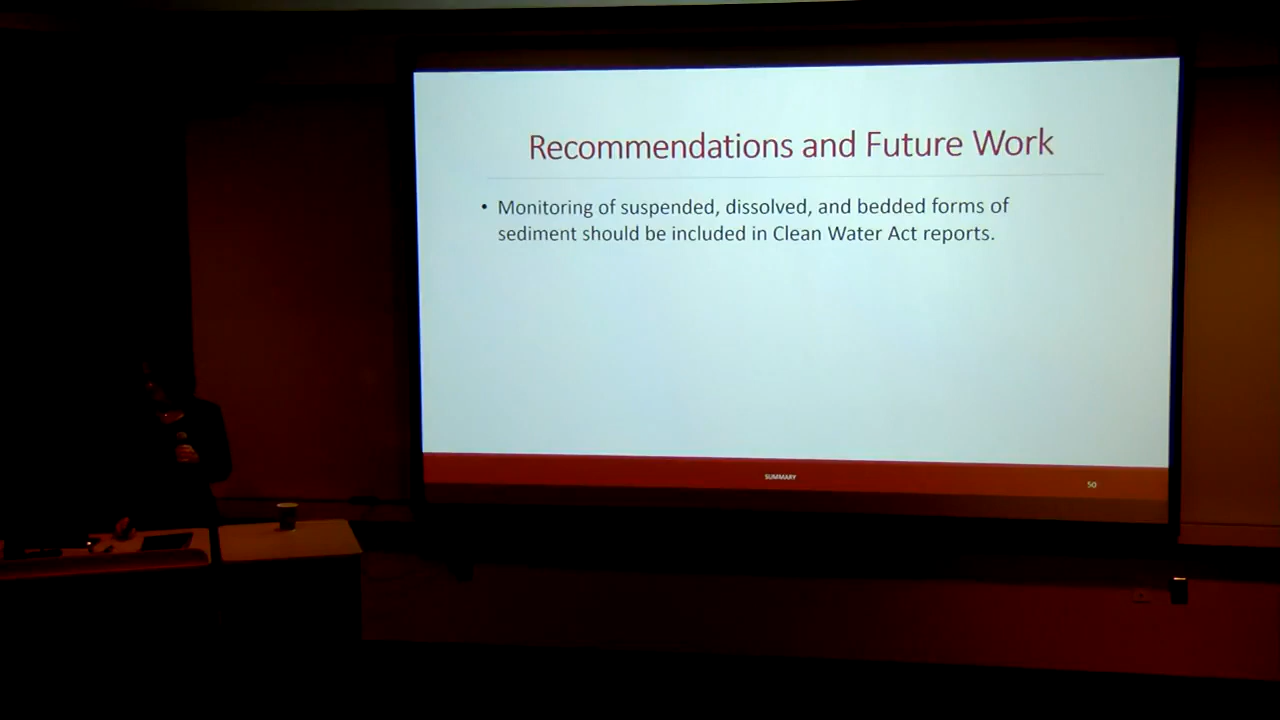 Recommendations and Future Work
• Monitoring of suspended, dissolved, and bedded forms of
sediment should be included in Clean Water Act reports.
SUMMARY
50